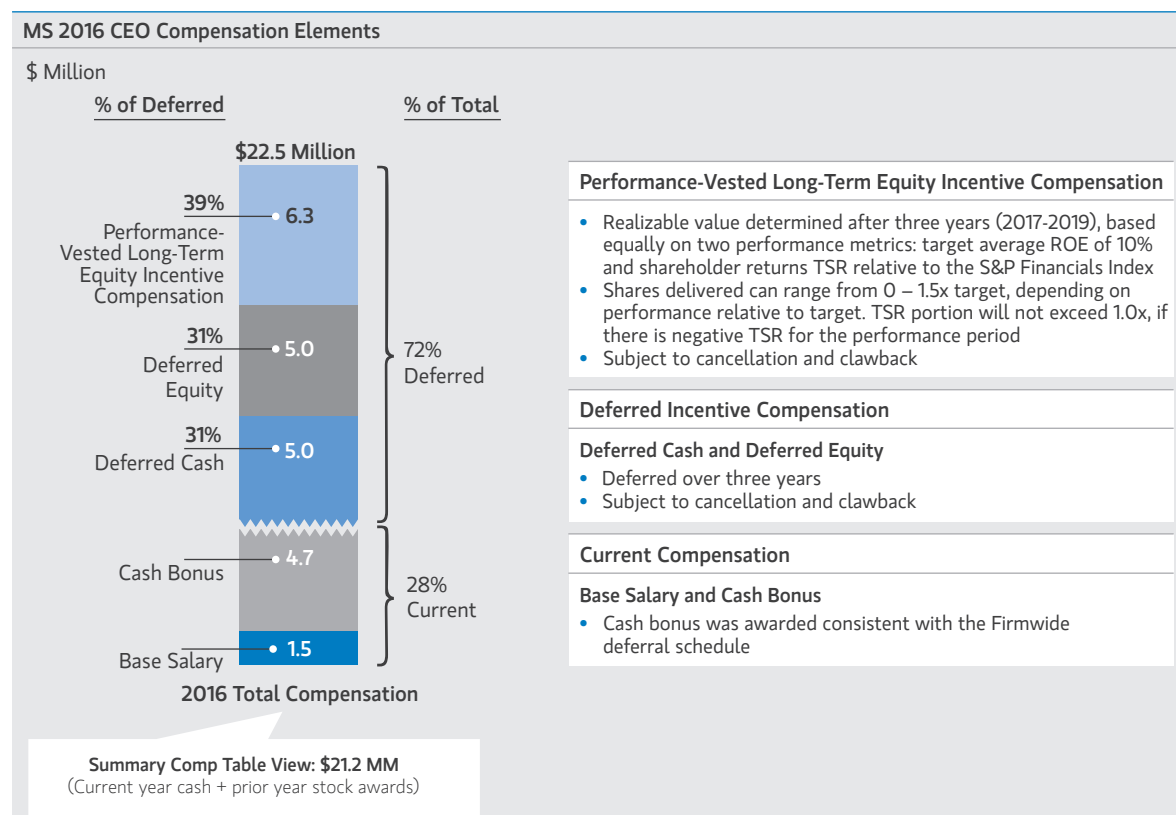 MS 2016 CEO Compensation Elements
$ Million
% of Deferred
% of Total
$22.5 Million
39%
Performance-
Vested Long-Term
Equity Incentive
Compensation
6.3
31%
Deferred
Equity
5.0
31%
Deferred Cash
5.0
72%
Deferred
Cash Bonus
4.7
Base Salary
1.5
28%
Current
2016 Total Compensation
Summary Comp Table View: $21.2 MM
(Current year cash + prior year stock awards)
Performance-Vested Long-Term Equity Incentive Compensation
• Realizable value determined after three years (2017-2019), based
equally on two performance metrics: target average ROE of 10%
and shareholder returns TSR relative to the S&P Financials Index
• Shares delivered can range from 0 – 1.5x target, depending on
performance relative to target. TSR portion will not exceed 1.0x, if
there is negative TSR for the performance period
• Subject to cancellation and clawback
Deferred Incentive Compensation
Deferred Cash and Deferred Equity
• Deferred over three years
• Subject to cancellation and clawback
Current Compensation
Base Salary and Cash Bonus
• Cash bonus was awarded consistent with the Firmwide
deferral schedule